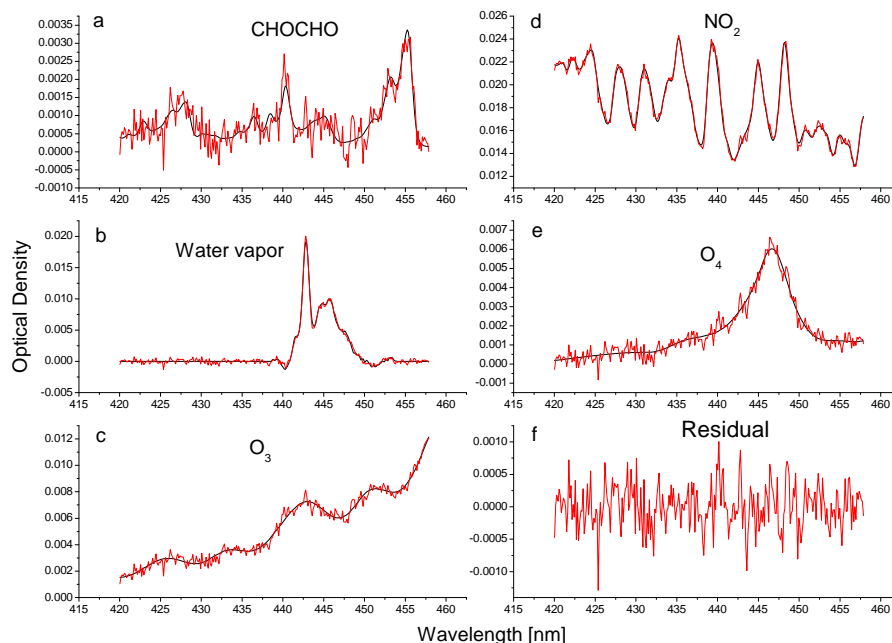 a
CHOCHO
0.0035
0.0030
0.0025
0.0020
0.0015
0.0010
0.0005
0.0000
-0.0005
-0.0010
415 420 425 430 435 440 445 450 455 460
d
NO2
0.026
0.024
0.022
0.020
0.018
0.016
0.014
0.012
415 420 425 430 435 440 445 450 455 460
b
Water vapor
0.020
0.015
0.010
0.005
0.000
-0.005
415 420 425 430 435 440 445 450 455 460
e
O4
0.007
0.006
0.005
0.004
0.003
0.002
0.001
0.000
-0.001
415 420 425 430 435 440 445 450 455 460
c
O3
0.012
0.010
0.008
0.006
0.004
0.002
0.000
415 420 425 430 435 440 445 450 455 460
f
Residual
0.0010
0.0005
0.0000
-0.0005
-0.0010
415 420 425 430 435 440 445 450 455 460
Optical Density
Wavelength [nm]